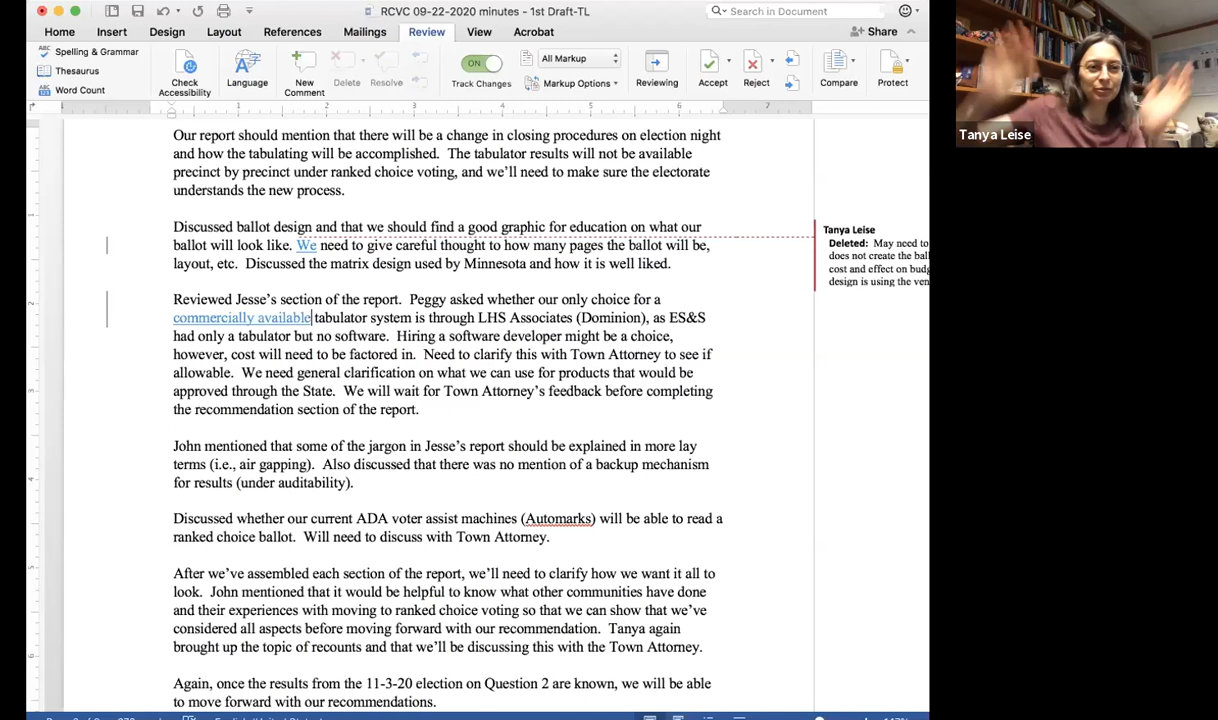 RCVC 09-22-2020 minutes - 1st Draft-TL
Search in Document
Home Insert Design Layout References Mailings Review View Acrobat
Share
Spelling & Grammar
Thesaurus
Word Count
Check Accessibility
Language
New Comment
Delete
Resolve
ON
Track Changes
All Markup
Markup Options
Reviewing
Accept
Reject
Compare
Protect
Tanya Leise
Our report should mention that there will be a change in closing procedures on election night
and how the tabulating will be accomplished. The tabulator results will not be available
precinct by precinct under ranked choice voting, and we'll need to make sure the electorate
understands the new process.
Discussed ballot design and that we should find a good graphic for education on what our
ballot will look like. We need to give careful thought to how many pages the ballot will be,
layout, etc. Discussed the matrix design used by Minnesota and how it is well liked.
Tanya Leise
Deleted: May need to
does not create the ball
cost and effect on budg
design is using the ven
Reviewed Jesse's section of the report. Peggy asked whether our only choice for a
commercially available tabulator system is through LHS Associates (Dominion), as ES&S
had only a tabulator but no software. Hiring a software developer might be a choice,
however, cost will need to be factored in. Need to clarify this with Town Attorney to see if
allowable. We need general clarification on what we can use for products that would be
approved through the State. We will wait for Town Attorney's feedback before completing
the recommendation section of the report.
John mentioned that some of the jargon in Jesse's report should be explained in more lay
terms (i.e., air gapping). Also discussed that there was no mention of a backup mechanism
for results (under auditability).
Discussed whether our current ADA voter assist machines (Automarks) will be able to read a
ranked choice ballot. Will need to discuss with Town Attorney.
After we've assembled each section of the report, we'll need to clarify how we want it all to
look. John mentioned that it would be helpful to know what other communities have done
and their experiences with moving to ranked choice voting so that we can show that we've
considered all aspects before moving forward with our recommendation. Tanya again
brought up the topic of recounts and that we'll be discussing this with the Town Attorney.
Again, once the results from the 11-3-20 election on Question 2 are known, we will be able
to move forward with our recommendations.